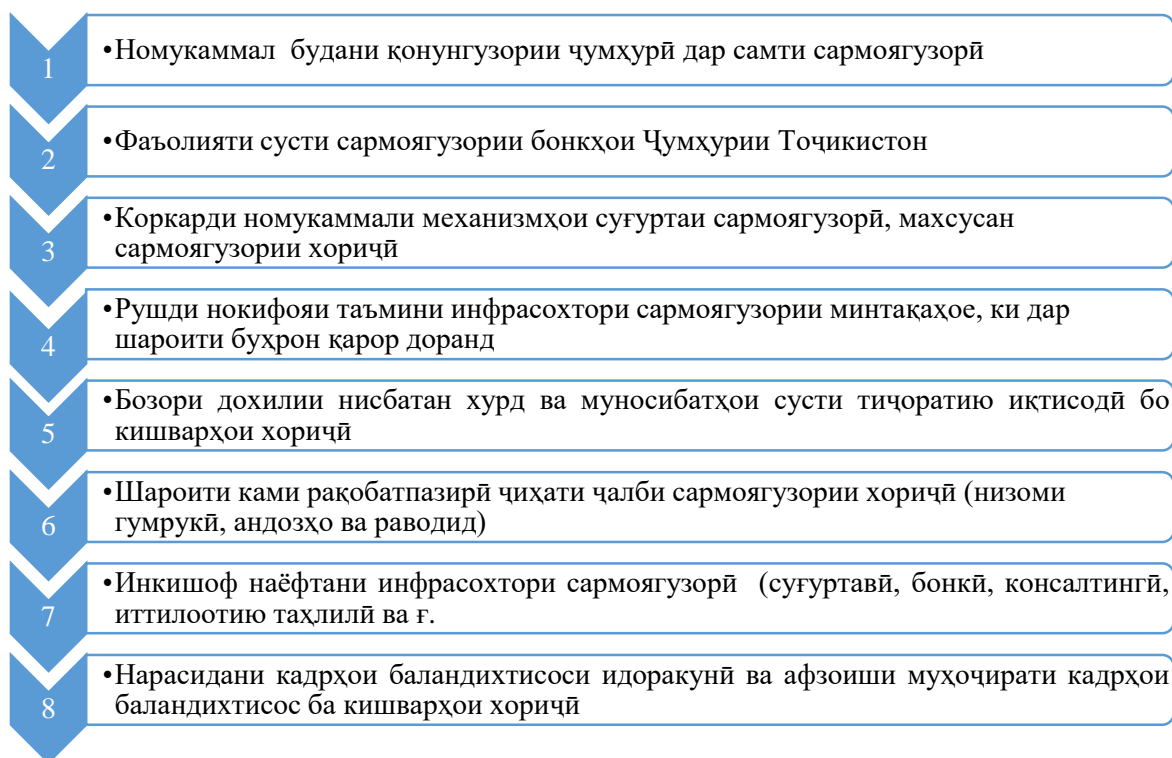 1
•Номукаммал будани қонунгузории ҷумҳурӣ дар самти сармоягузорӣ
2
•Фаъолияти сусти сармоягузории бонкҳои Ҷумҳурии Тоҷикистон
3
•Коркарди номукаммали механизмҳои суғуртаи сармоягузорӣ, махсусан
сармоягузории хориҷӣ
4
•Рушди нокифояи таъмини инфрасохтори сармоягузории минтақаҳое, ки дар
шароити буҳрон қарор доранд
5
•Бозори дохилии нисбатан хурд ва муносибатҳои сусти тиҷоратию иқтисодӣ бо
кишварҳои хориҷӣ
6
•Шароити ками рақобатпазирӣ ҷиҳати ҷалби сармоягузории хориҷӣ (низоми
гумрукӣ, андозҳо ва раводид)
7
•Инкишоф наёфтани инфрасохтори сармоягузорӣ (суғуртавӣ, бонкӣ, консалтингӣ,
иттилоотию таҳлилӣ ва ғ.
8
•Нарасидани кадрҳои баландихтисоси идоракунӣ ва афзоиши муҳоҷирати кадрҳои
баландихтисос ба кишварҳои хориҷӣ